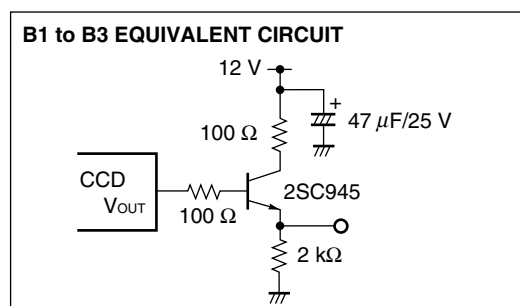 B1 to B3 EQUIVALENT CIRCUIT
12 V
+
47 μF/25 V
100 Ω
CCD
VOUT
100 Ω
2SC945
2 kΩ